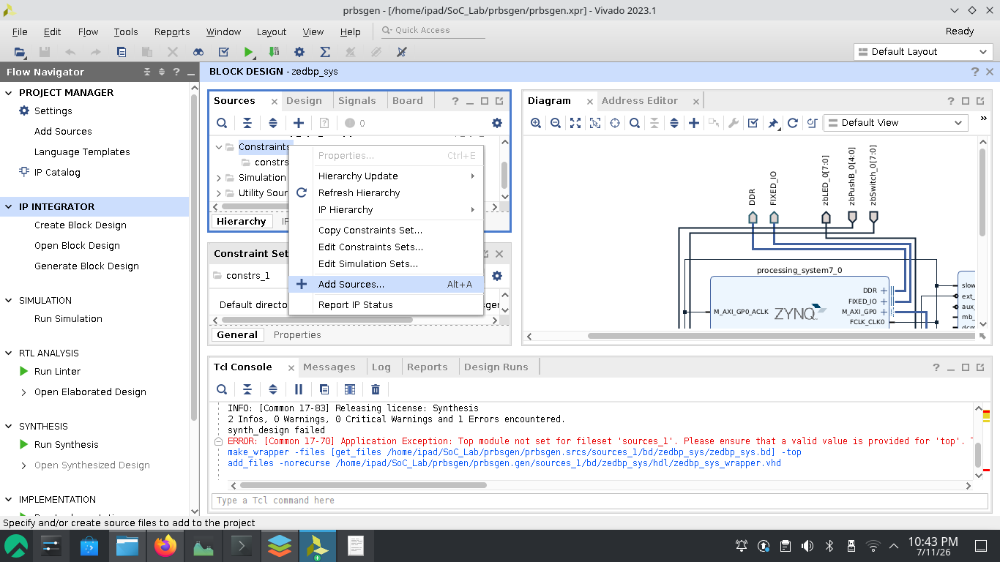 prbsgen - [/home/ipad/SoC_Lab/prbsgen/prbsgen.xpr] - Vivado 2023.1
File Edit Flow Tools Reports Window Layout View Help Quick Access Ready
Default Layout
Flow Navigator
PROJECT MANAGER
Settings
Add Sources
Language Templates
IP Catalog
IP INTEGRATOR
Create Block Design
Open Block Design
Generate Block Design
SIMULATION
Run Simulation
RTL ANALYSIS
Run Linter
Open Elaborated Design
SYNTHESIS
Run Synthesis
Open Synthesized Design
IMPLEMENTATION
BLOCK DESIGN - zedbp_sys
Sources Design Signals Board
0
Constraints
constrs
Simulation
Utility Sour
Hierarchy IP
Properties... Ctrl+E
Hierarchy Update
Refresh Hierarchy
IP Hierarchy
Copy Constraints Set...
Edit Constraints Sets...
Edit Simulation Sets...
Add Sources... Alt+A
Report IP Status
Constraint Set
constrs_1
Default directo
General Properties
Diagram Address Editor
Default View
DDR
FIXED_IO
zbLED_0[7:0]
zbPushB_0[4:0]
zbSwitch_0[7:0]
processing_system7_0
DDR
FIXED_IO
M_AXI_GP0_ACLK ZYNQ M_AXI_GP0
FCLK_CLK0
slow
ext_
aux_
mb_
Tcl Console Messages Log Reports Design Runs
INFO: [Common 17-83] Releasing license: Synthesis
2 Infos, 0 Warnings, 0 Critical Warnings and 1 Errors encountered.
synth_design failed
ERROR: [Common 17-70] Application Exception: Top module not set for fileset 'sources_1'. Please ensure that a valid value is provided for 'top'.
make_wrapper -files [get_files /home/ipad/SoC_Lab/prbsgen/prbsgen.srcs/sources_1/bd/zedbp_sys/zedbp_sys.bd] -top
add_files -norecurse /home/ipad/SoC_Lab/prbsgen/prbsgen.gen/sources_1/bd/zedbp_sys/hdl/zedbp_sys_wrapper.vhd
Type a Tcl command here
Specify and/or create source files to add to the project
10:43 PM
7/11/26